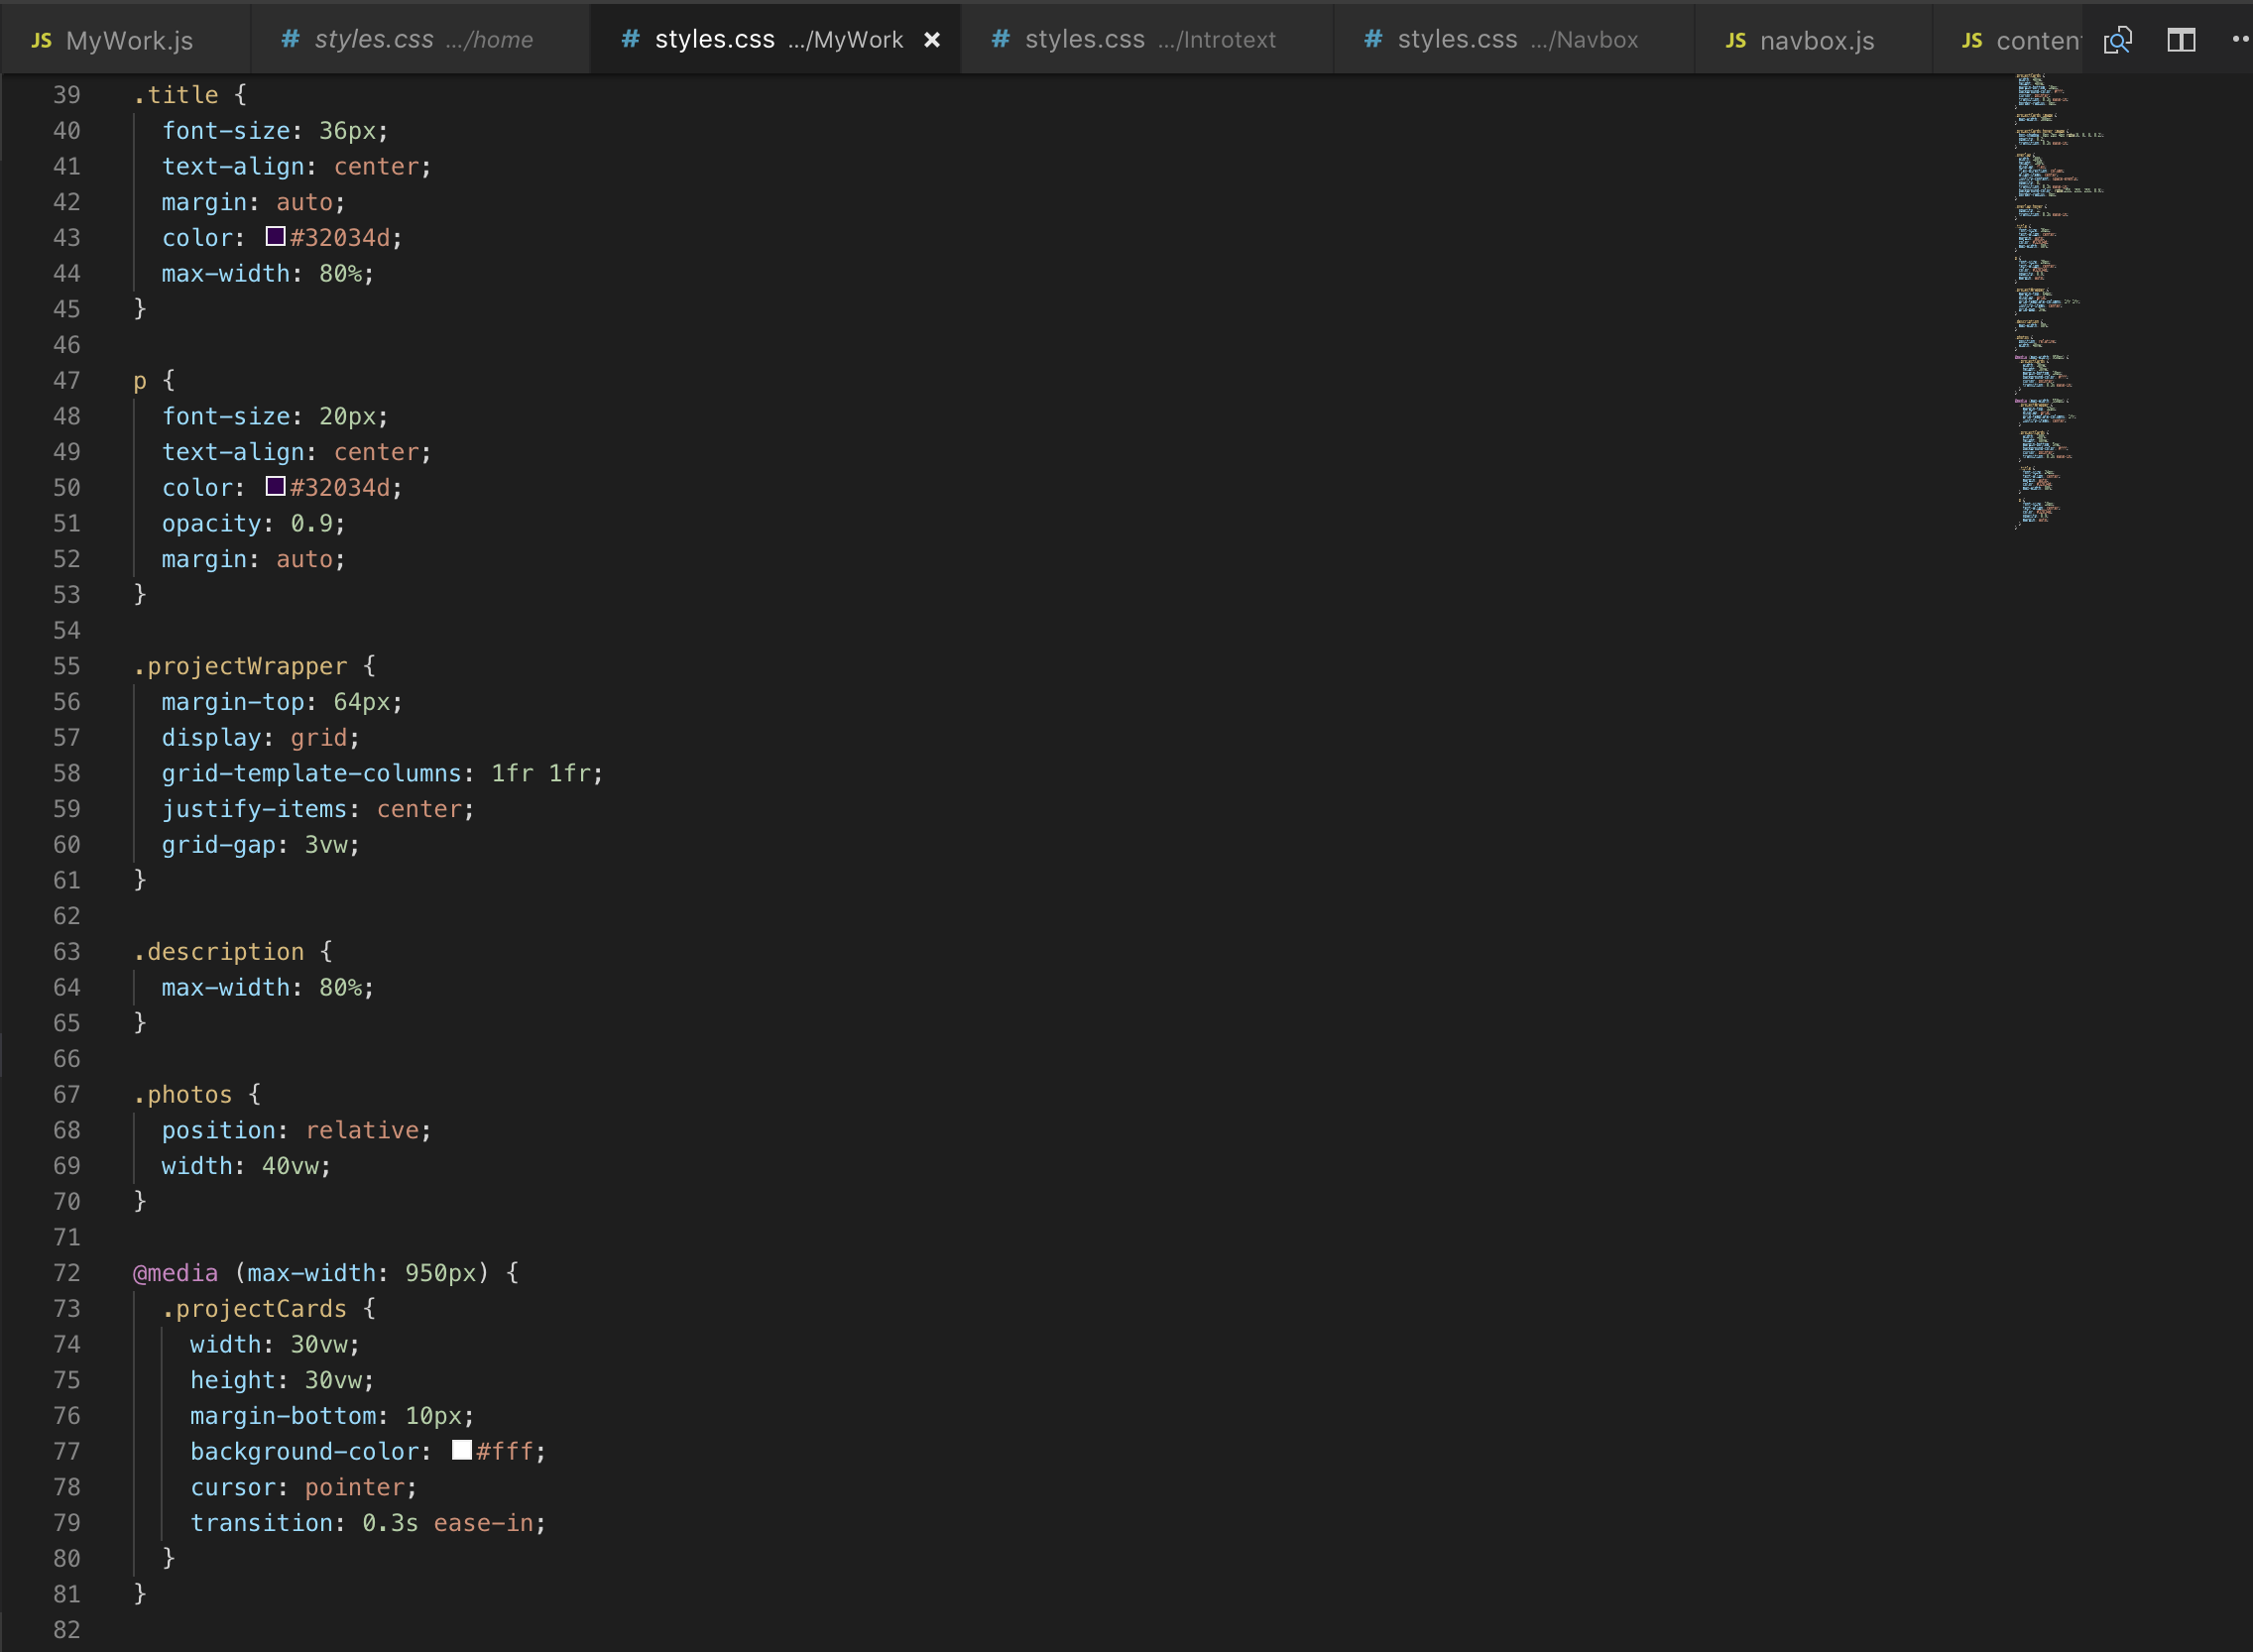 JS MyWork.js # styles.css .../home # styles.css .../MyWork × # styles.css .../Introtext # styles.css .../Navbox JS navbox.js JS conten
39 .title {
40 font-size: 36px;
41 text-align: center;
42 margin: auto;
43 color: #32034d;
44 max-width: 80%;
45 }
46
47 p {
48 font-size: 20px;
49 text-align: center;
50 color: #32034d;
51 opacity: 0.9;
52 margin: auto;
53 }
54
55 .projectWrapper {
56 margin-top: 64px;
57 display: grid;
58 grid-template-columns: 1fr 1fr;
59 justify-items: center;
60 grid-gap: 3vw;
61 }
62
63 .description {
64 max-width: 80%;
65 }
66
67 .photos {
68 position: relative;
69 width: 40vw;
70 }
71
72 @media (max-width: 950px) {
73 .projectCards {
74 width: 30vw;
75 height: 30vw;
76 margin-bottom: 10px;
77 background-color: #fff;
78 cursor: pointer;
79 transition: 0.3s ease-in;
80 }
81 }
82